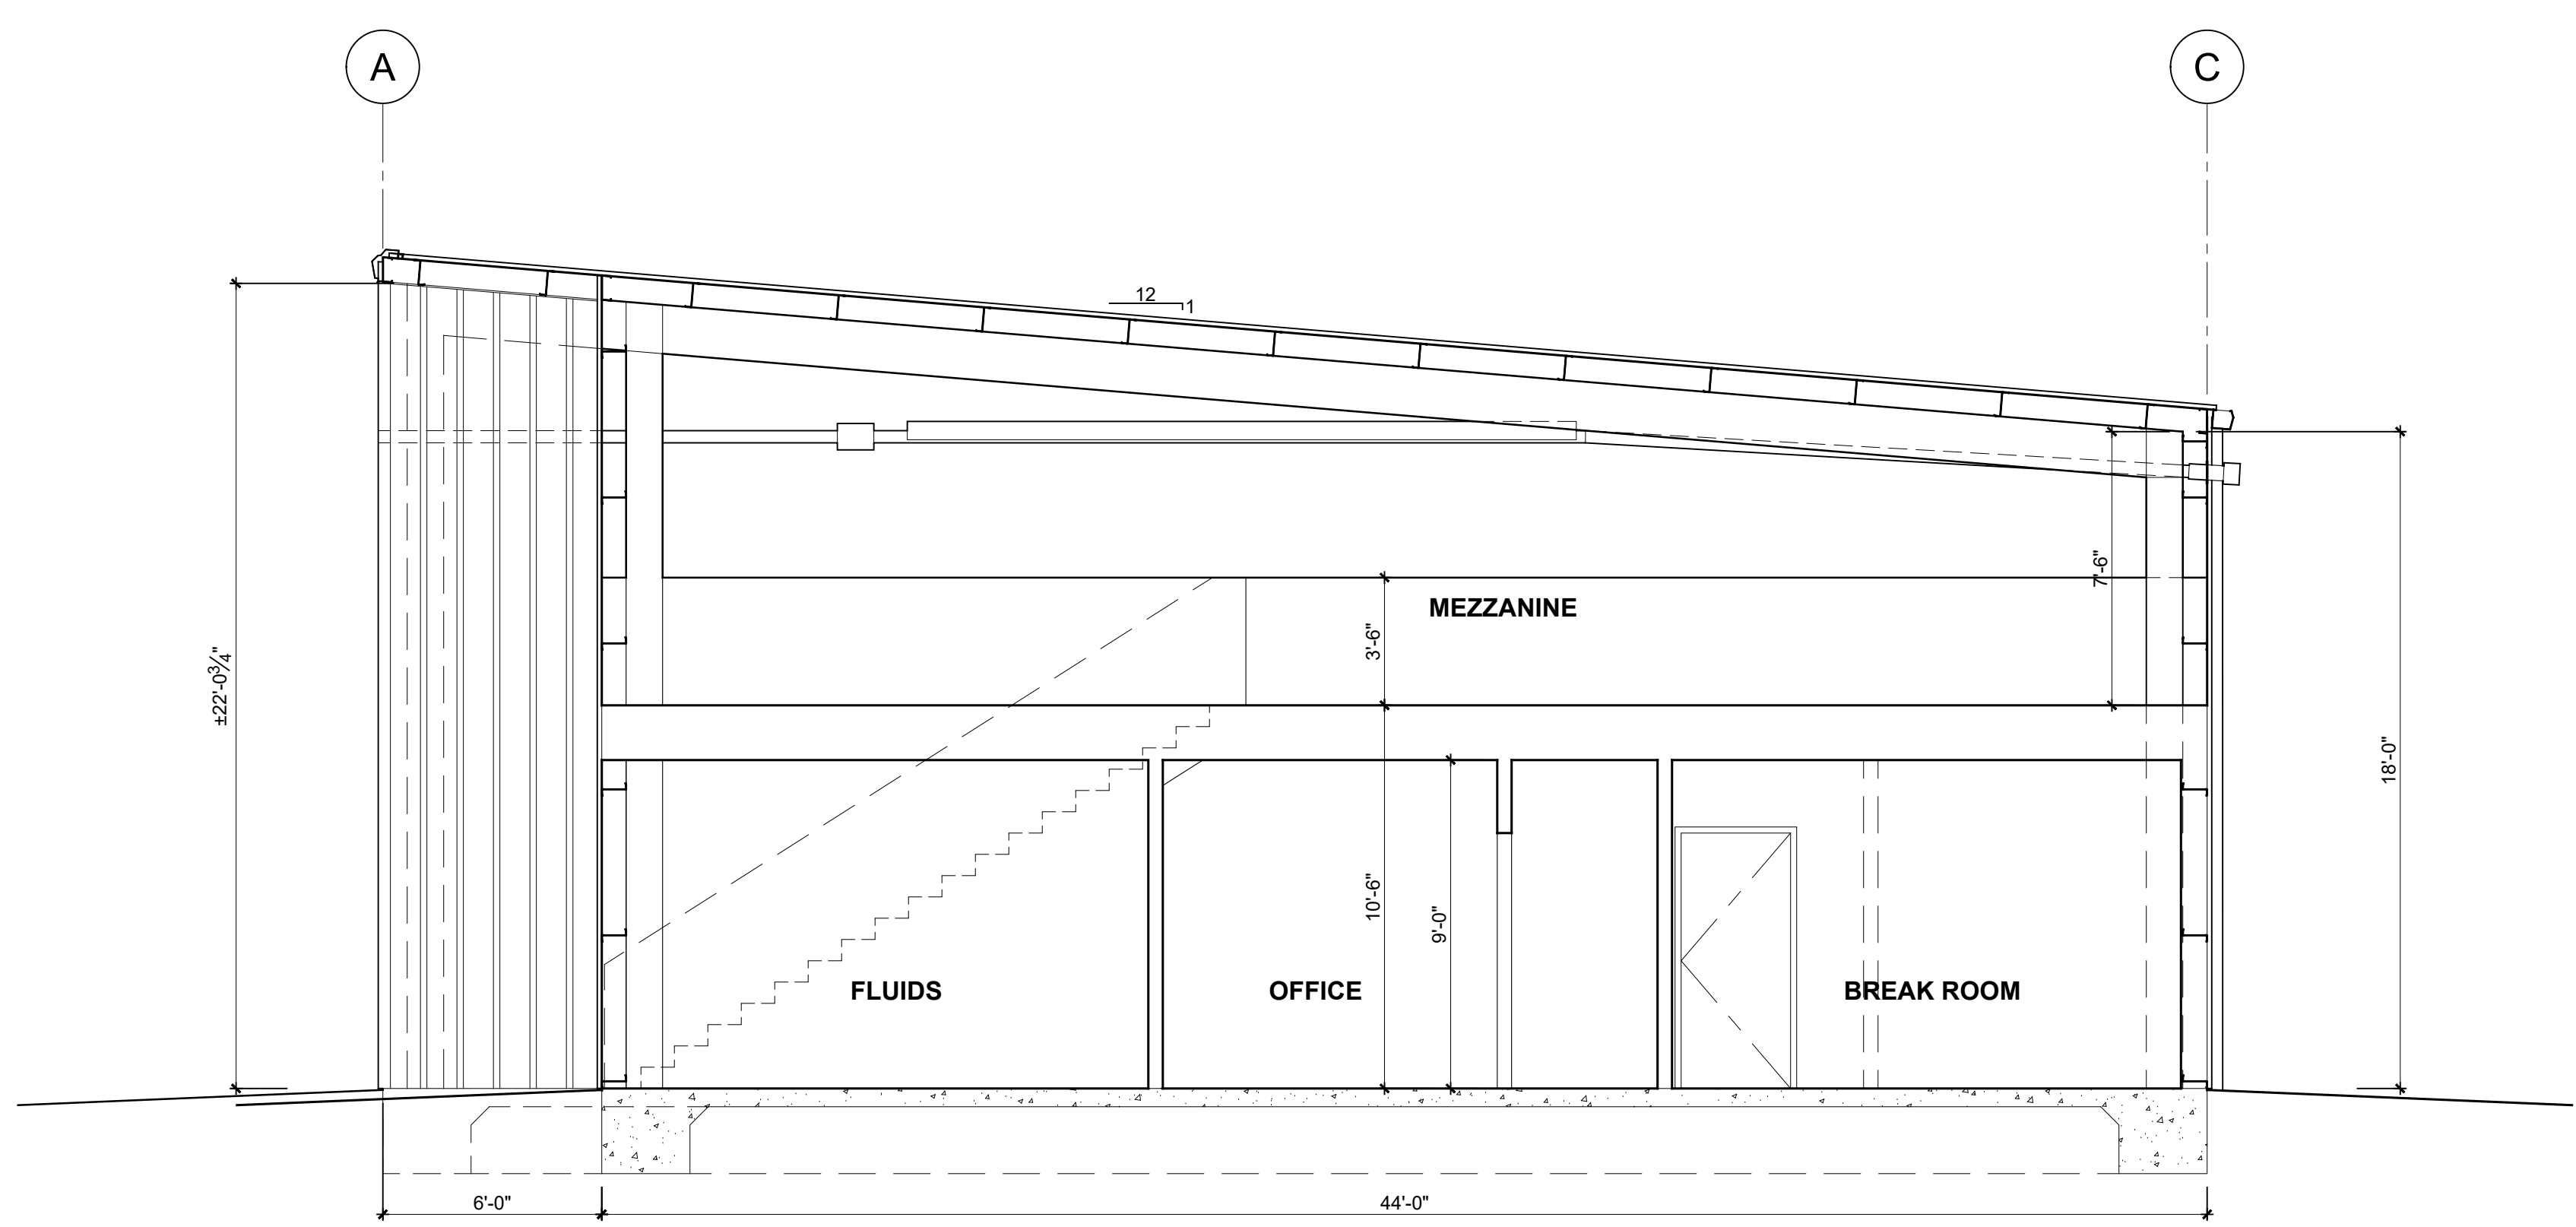 A
C
12
1
7'-6"
MEZZANINE
3'-6"
±22'-0¾"
18'-0"
10'-6"
9'-0"
FLUIDS
OFFICE
BREAK ROOM
6'-0"
44'-0"